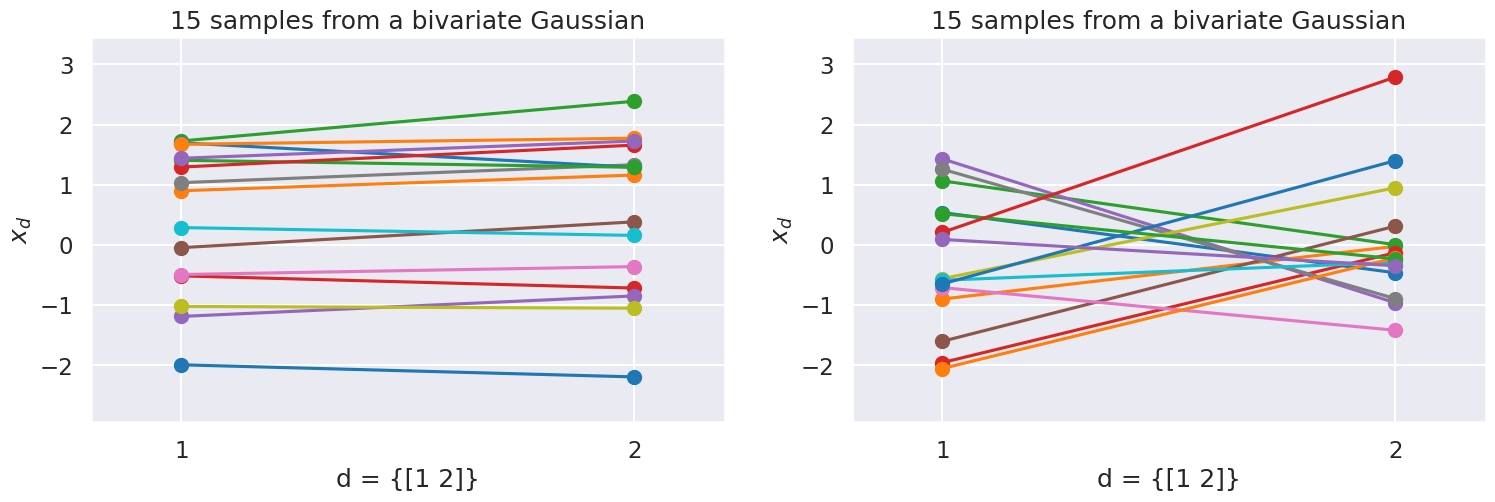 15 samples from a bivariate Gaussian
3
2
1
0
−1
−2
x_d
1 2
d = {[1 2]}
15 samples from a bivariate Gaussian
3
2
1
0
−1
−2
x_d
1 2
d = {[1 2]}